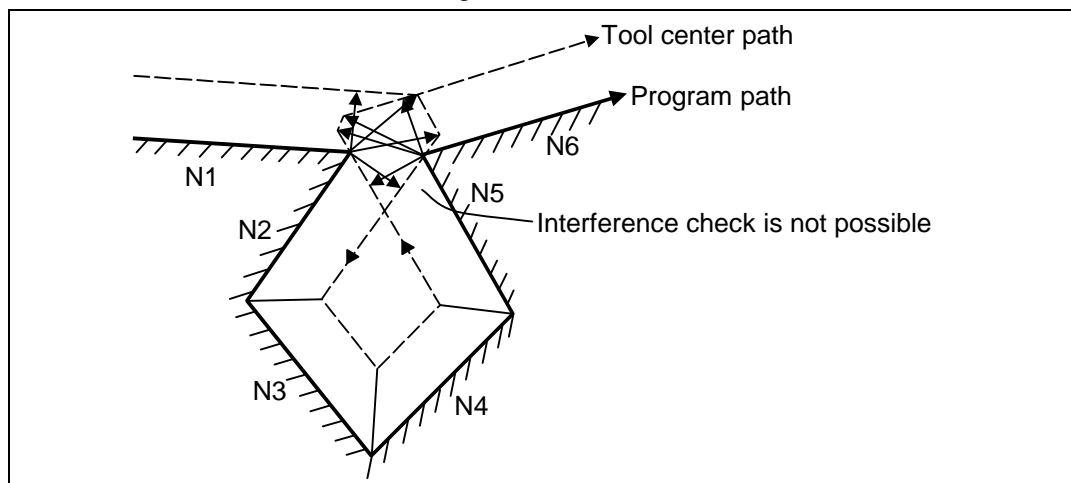 Tool center path
Program path
N6
N1
N5
N2
Interference check is not possible
N3
N4